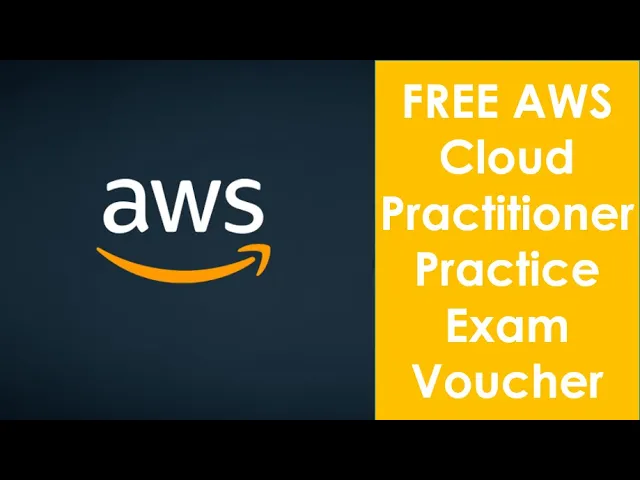 aws
FREE AWS
Cloud
Practitioner
Practice
Exam
Voucher